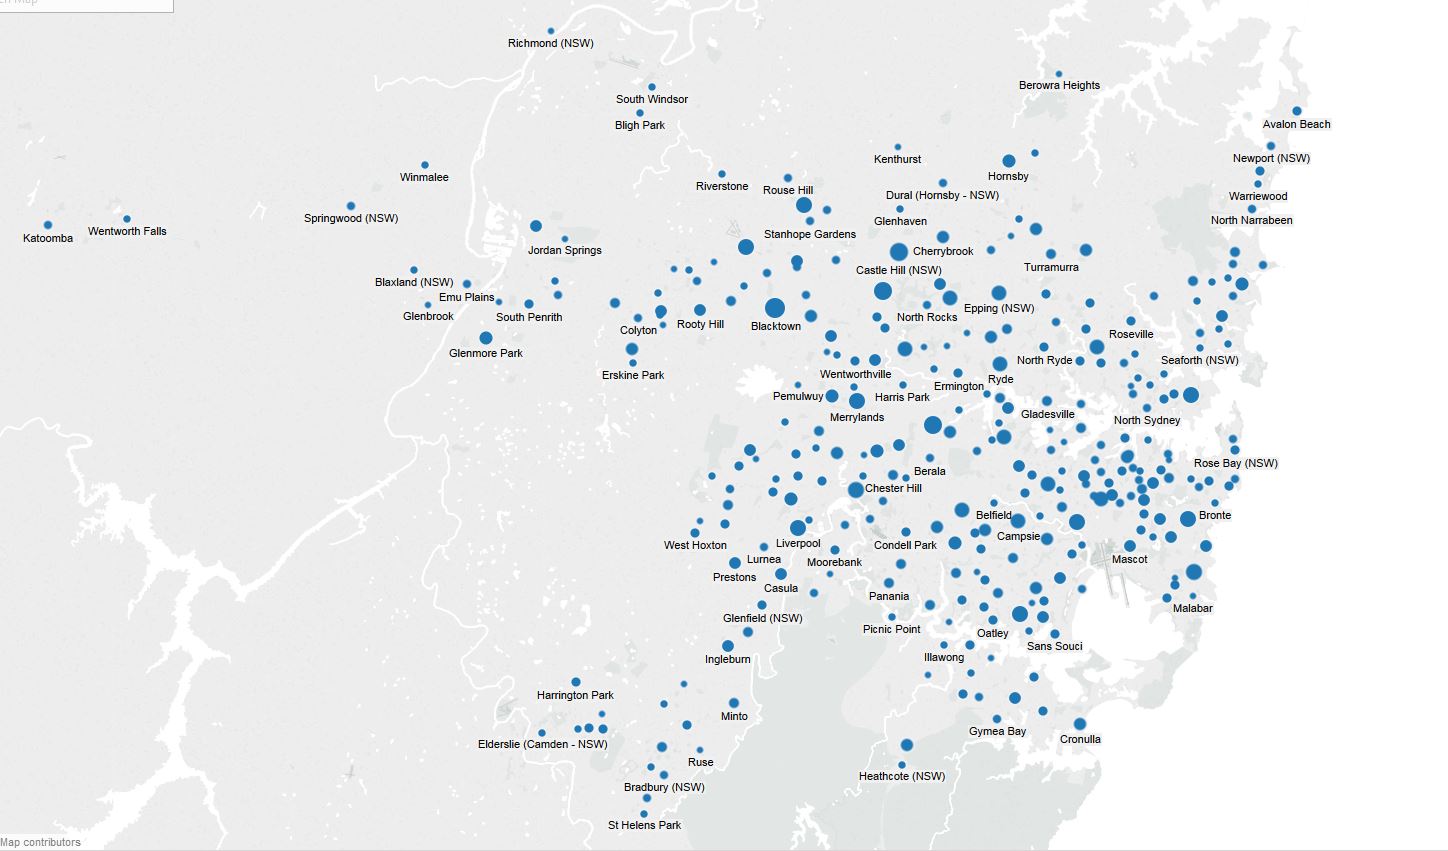 en Map
Richmond (NSW)
South Windsor
Berowra Heights
Bligh Park
Avalon Beach
Kenthurst
Newport (NSW)
Winmalee
Hornsby
Riverstone
Rouse Hill
Dural (Hornsby - NSW)
Warriewood
Springwood (NSW)
Glenhaven
North Narrabeen
Katoomba
Wentworth Falls
Stanhope Gardens
Jordan Springs
Cherrybrook
Castle Hill (NSW)
Turramurra
Blaxland (NSW)
Emu Plains
Glenbrook
South Penrith
North Rocks
Epping (NSW)
Colyton
Rooty Hill
Blacktown
Roseville
Glenmore Park
North Ryde
Seaforth (NSW)
Erskine Park
Wentworthville
Ryde
Ermington
Pemulwuy
Harris Park
Merrylands
Gladesville
North Sydney
Berala
Rose Bay (NSW)
Chester Hill
Belfield
Bronte
Campsie
West Hoxton
Liverpool
Condell Park
Lurnea
Moorebank
Mascot
Prestons
Casula
Panania
Malabar
Glenfield (NSW)
Picnic Point
Oatley
Sans Souci
Ingleburn
Illawong
Harrington Park
Minto
Gymea Bay
Cronulla
Elderslie (Camden - NSW)
Ruse
Heathcote (NSW)
Bradbury (NSW)
St Helens Park
Map contributors